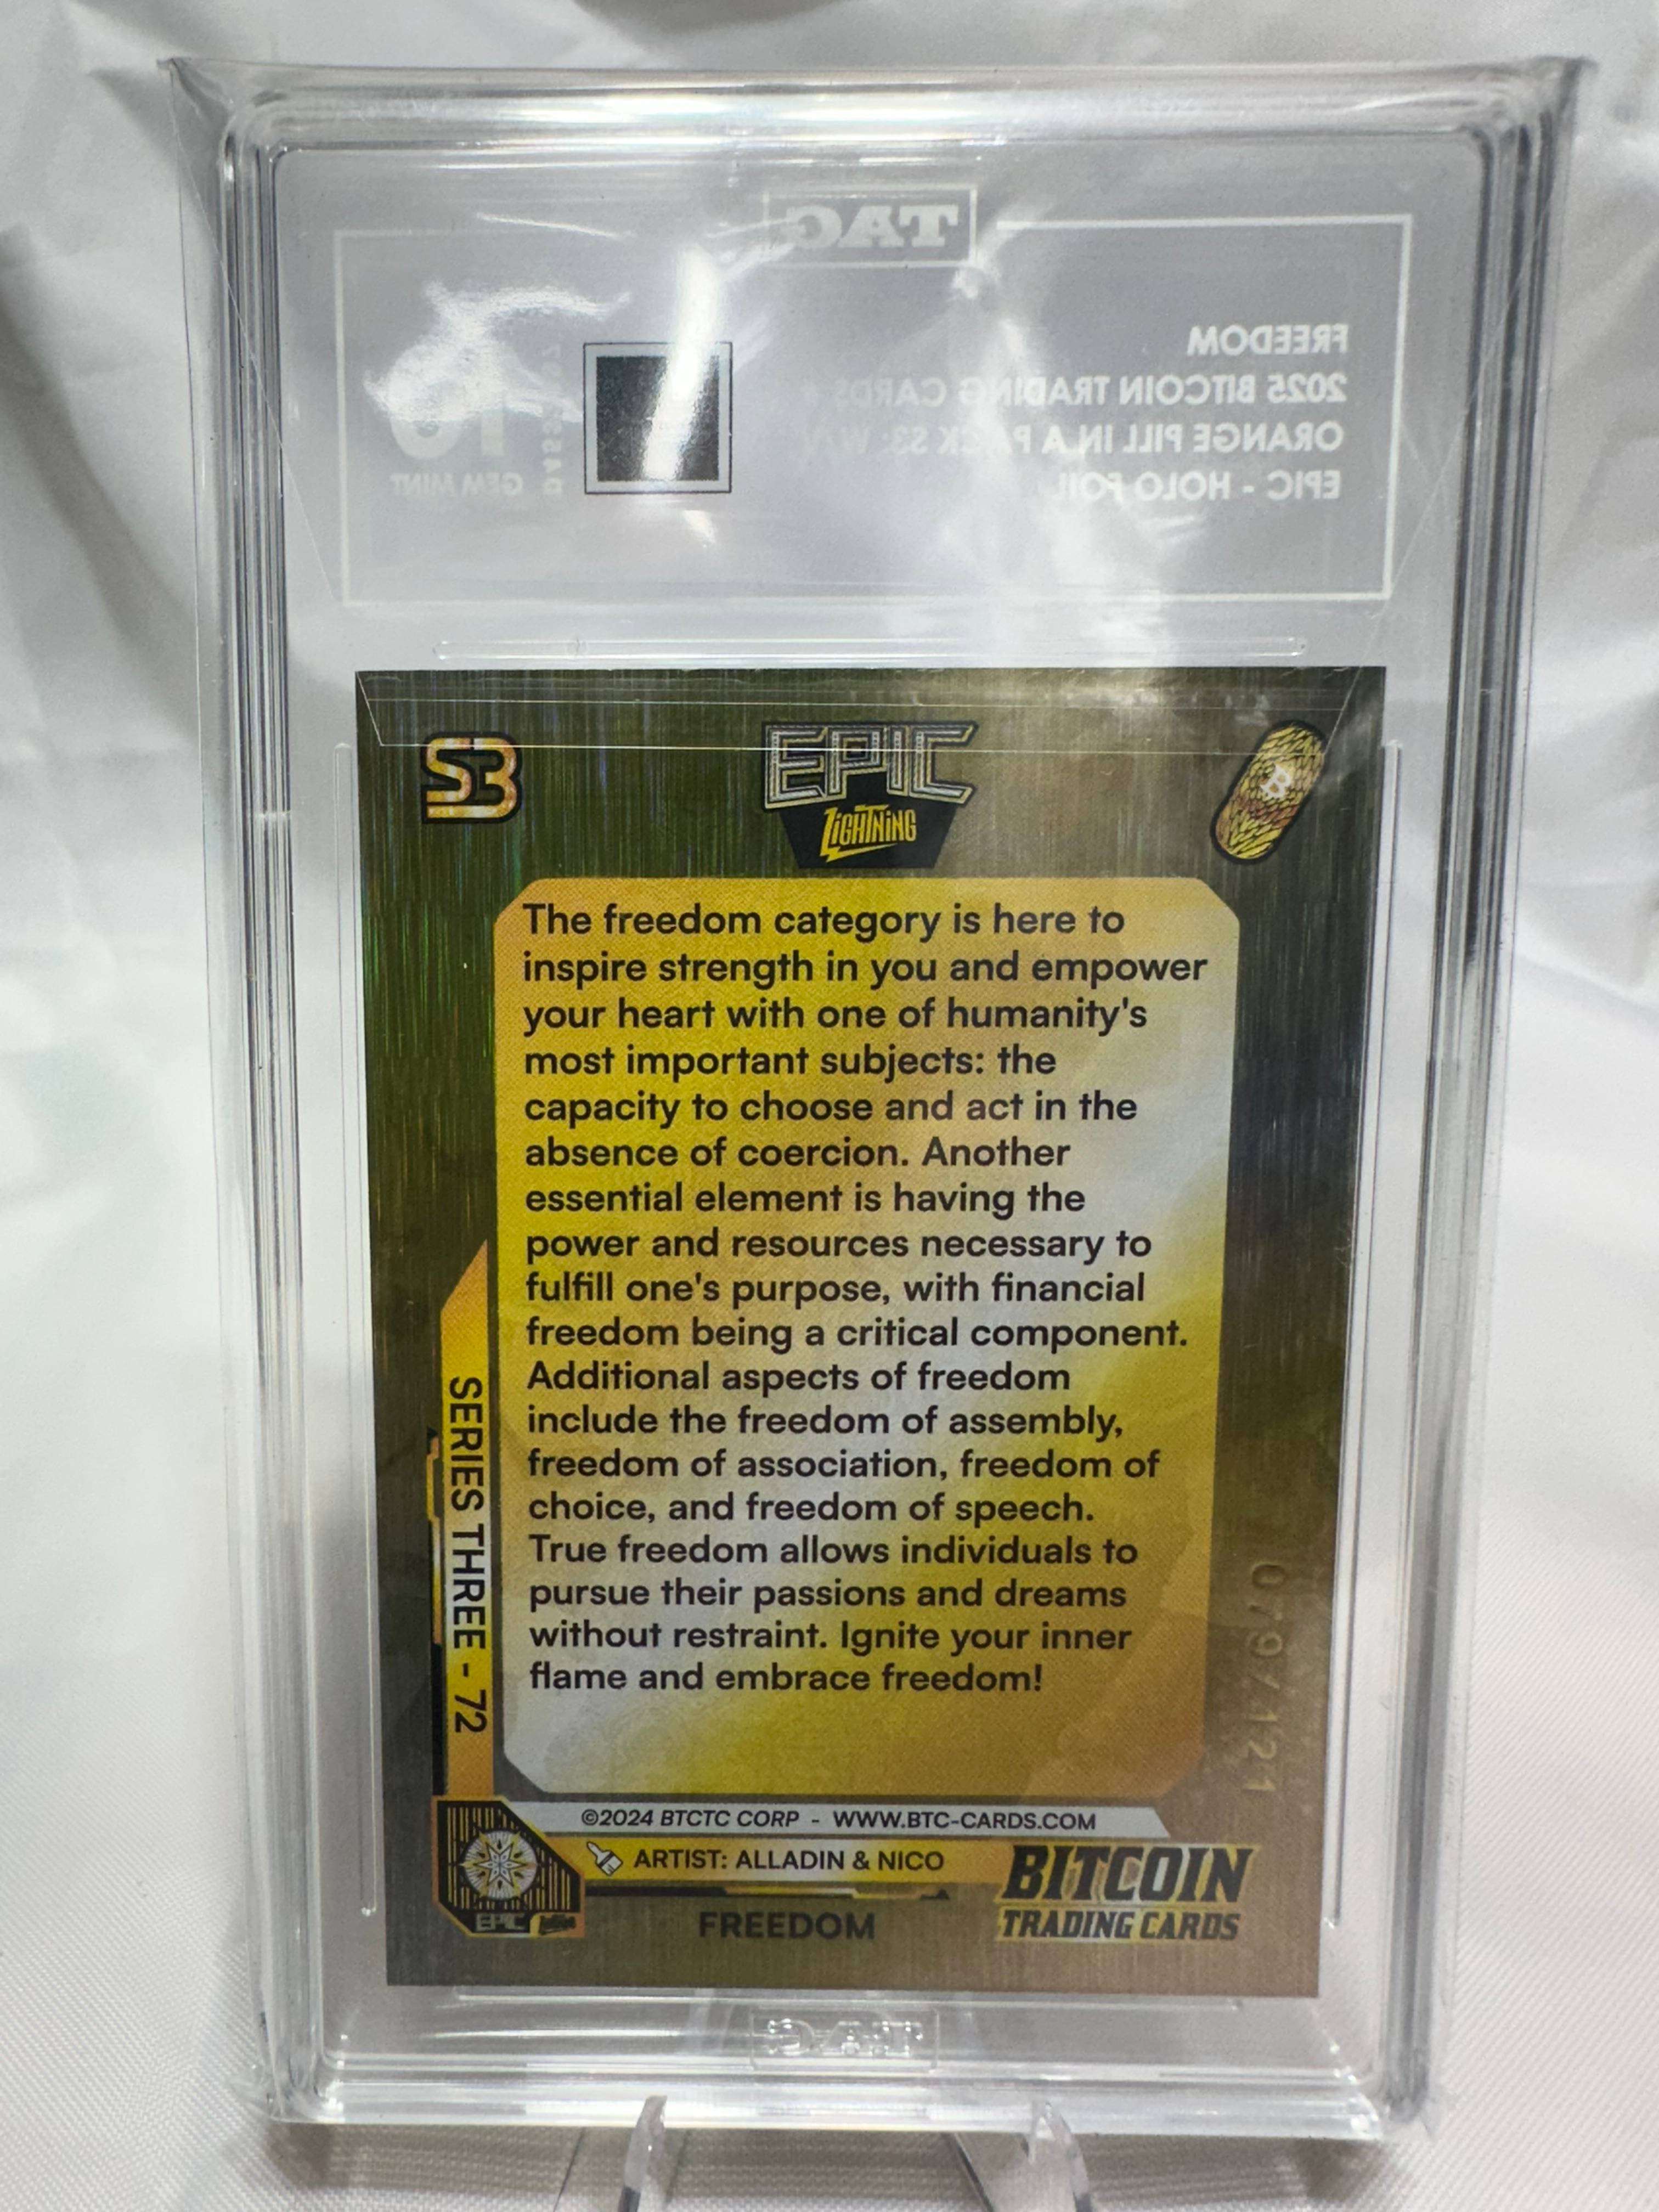 TAG
FREEDOM
2025 BITCOIN TRADING CARDS
ORANGE PILL IN A PACK S3:
EPIC - HOLO FOIL
10
GEM MINT
S3
EPIC
LIGHTNING
B
The freedom category is here to
inspire strength in you and empower
your heart with one of humanity's
most important subjects: the
capacity to choose and act in the
absence of coercion. Another
essential element is having the
power and resources necessary to
fulfill one's purpose, with financial
freedom being a critical component.
Additional aspects of freedom
include the freedom of assembly,
freedom of association, freedom of
choice, and freedom of speech.
True freedom allows individuals to
pursue their passions and dreams
without restraint. Ignite your inner
flame and embrace freedom!
SERIES THREE - 72
079/121
©2024 BTCTC CORP - WWW.BTC-CARDS.COM
ARTIST: ALLADIN & NICO
EPIC
FREEDOM
BITCOIN
TRADING CARDS
TAG